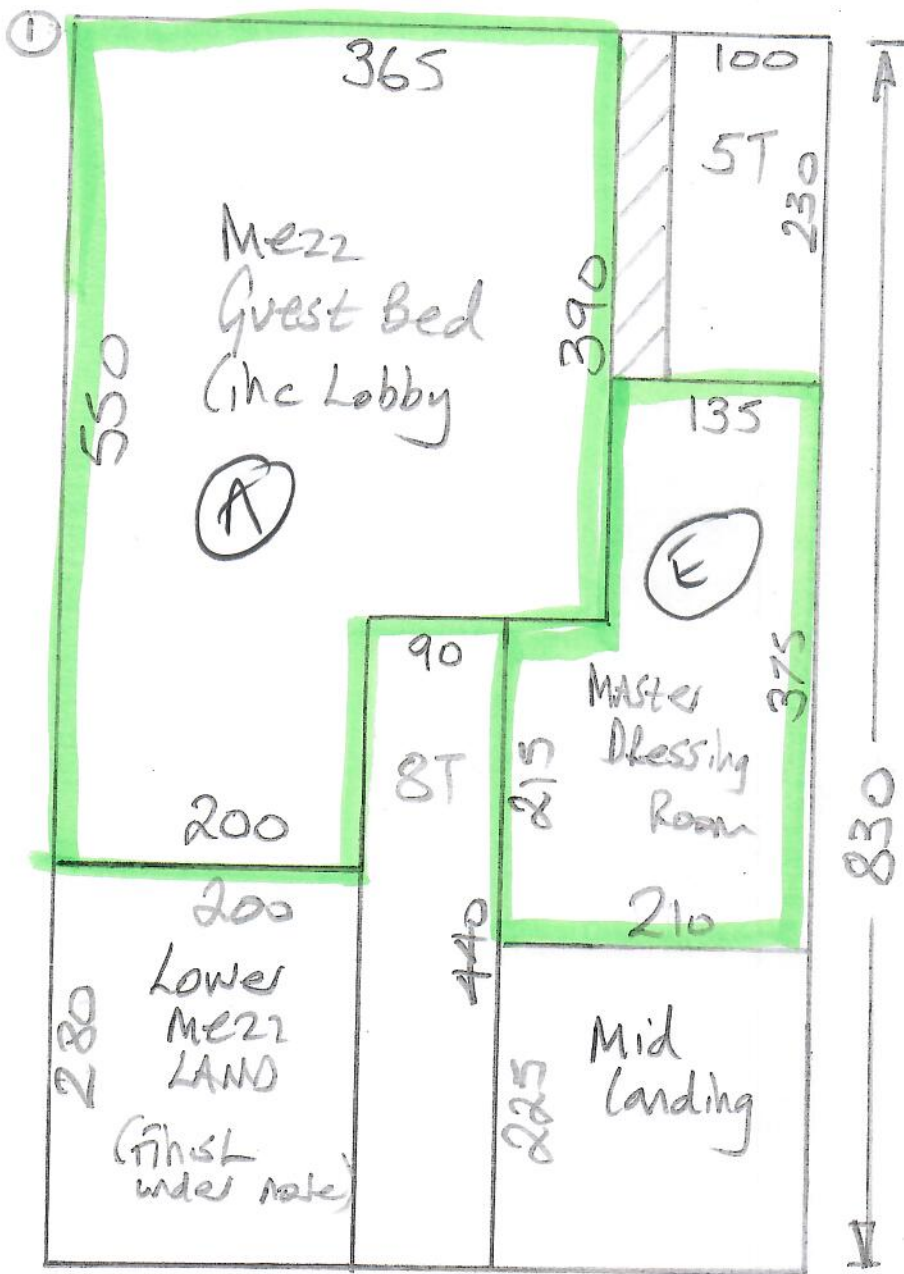 1
365
100
5T
230
Mezz
Guest Bed
(inc Lobby
390
550
135
A
E
90
8T
Master
Dressing
Room
375
215
200
830
200
210
440
Lower
Mezz
LAND
280
Mid
Landing
225
(Finish
under nose)